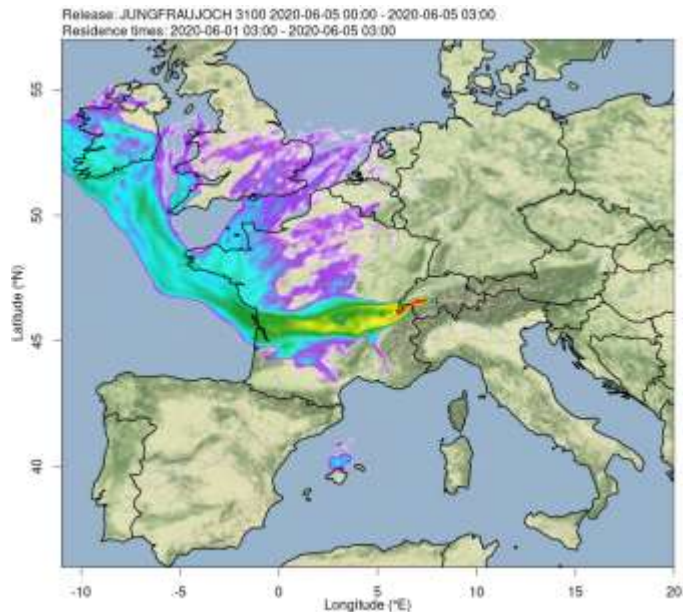 Release: JUNGFRAUJOCH 3100 2020-06-05 00:00 - 2020-06-05 03:00
Residence times: 2020-06-01 03:00 - 2020-06-05 03:00
55
50
45
40
Latitude (°N)
-10 -5 0 5 10 15 20
Longitude (°E)